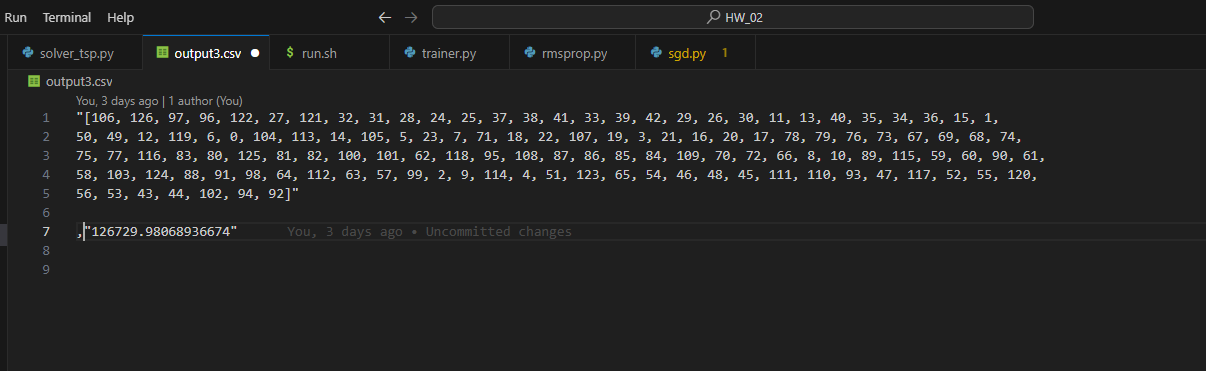 Run Terminal Help HW_02
solver_tsp.py output3.csv run.sh trainer.py rmsprop.py sgd.py 1
output3.csv
You, 3 days ago | 1 author (You)
1 "[106, 126, 97, 96, 122, 27, 121, 32, 31, 28, 24, 25, 37, 38, 41, 33, 39, 42, 29, 26, 30, 11, 13, 40, 35, 34, 36, 15, 1,
2 50, 49, 12, 119, 6, 0, 104, 113, 14, 105, 5, 23, 7, 71, 18, 22, 107, 19, 3, 21, 16, 20, 17, 78, 79, 76, 73, 67, 69, 68, 74,
3 75, 77, 116, 83, 80, 125, 81, 82, 100, 101, 62, 118, 95, 108, 87, 86, 85, 84, 109, 70, 72, 66, 8, 10, 89, 115, 59, 60, 90, 61,
4 58, 103, 124, 88, 91, 98, 64, 112, 63, 57, 99, 2, 9, 114, 4, 51, 123, 65, 54, 46, 48, 45, 111, 110, 93, 47, 117, 52, 55, 120,
5 56, 53, 43, 44, 102, 94, 92]"
6
7 ,"126729.98068936674" You, 3 days ago • Uncommitted changes
8
9